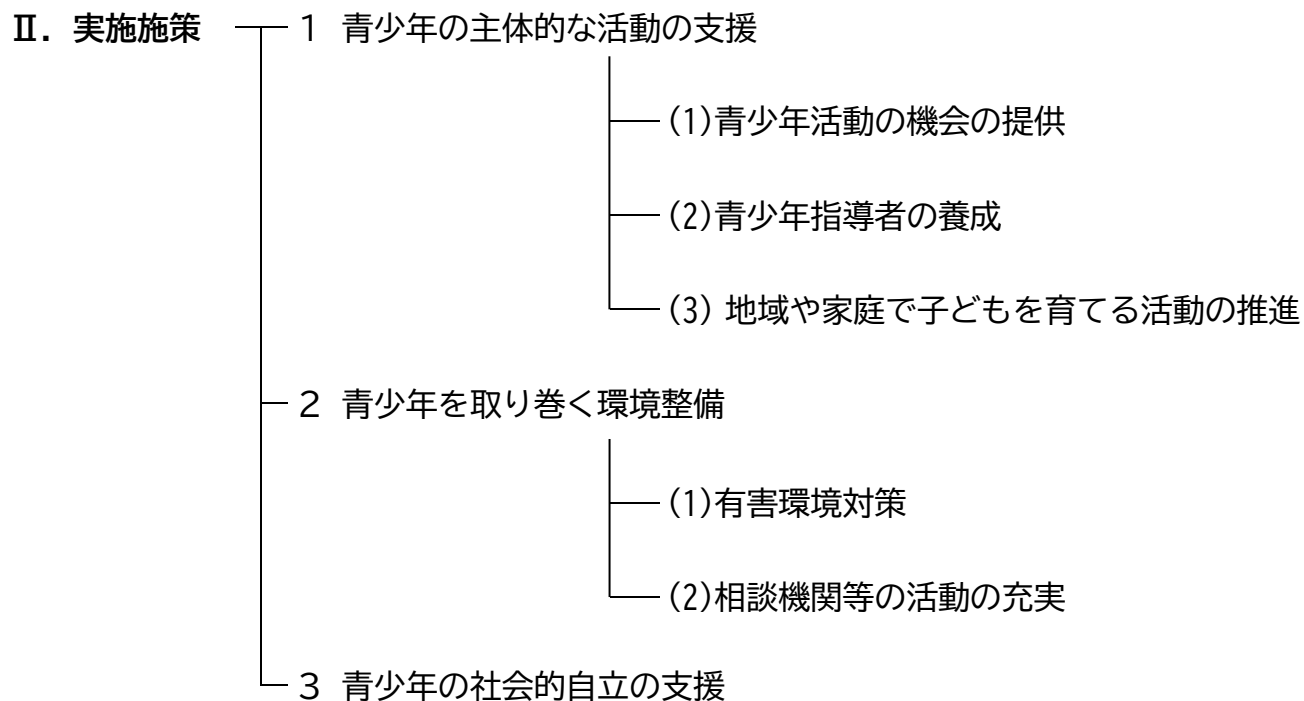 Ⅱ．実施施策
１ 青少年の主体的な活動の支援
(1)青少年活動の機会の提供
(2)青少年指導者の養成
(3) 地域や家庭で子どもを育てる活動の推進
２ 青少年を取り巻く環境整備
(1)有害環境対策
(2)相談機関等の活動の充実
３ 青少年の社会的自立の支援